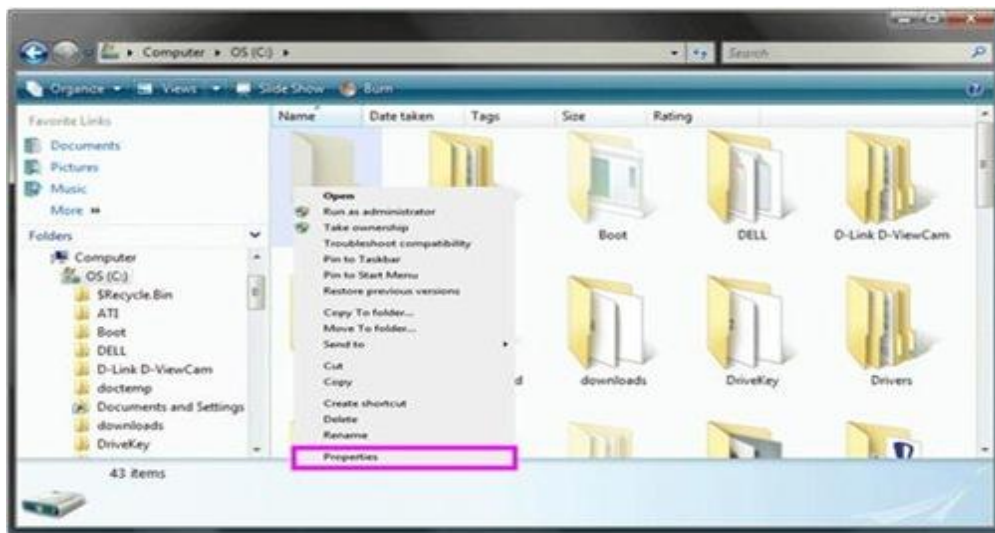 Computer ▸ OS (C:) ▸
Search
Organize Views Slide Show Burn
Favorite Links
Documents
Pictures
Music
More »
Folders
Computer
OS (C:)
$Recycle.Bin
ATI
Boot
DELL
D-Link D-ViewCam
doctemp
Documents and Settings
downloads
DriveKey
Name Date taken Tags Size Rating
Boot DELL D-Link D-ViewCam
d downloads DriveKey Drivers
Open
Run as administrator
Take ownership
Troubleshoot compatibility
Pin to Taskbar
Pin to Start Menu
Restore previous versions
Copy To folder...
Move To folder...
Send to
Cut
Copy
Create shortcut
Delete
Rename
Properties
43 items